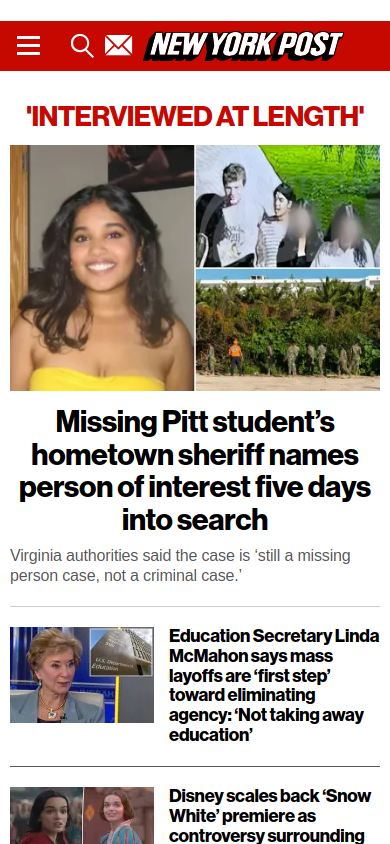 NEW YORK POST
'INTERVIEWED AT LENGTH'
Missing Pitt student’s
hometown sheriff names
person of interest five days
into search
Virginia authorities said the case is ‘still a missing
person case, not a criminal case.’
Education Secretary Linda
McMahon says mass
layoffs are ‘first step’
toward eliminating
agency: ‘Not taking away
education’
U.S. Department
Education
Disney scales back ‘Snow
White’ premiere as
controversy surrounding